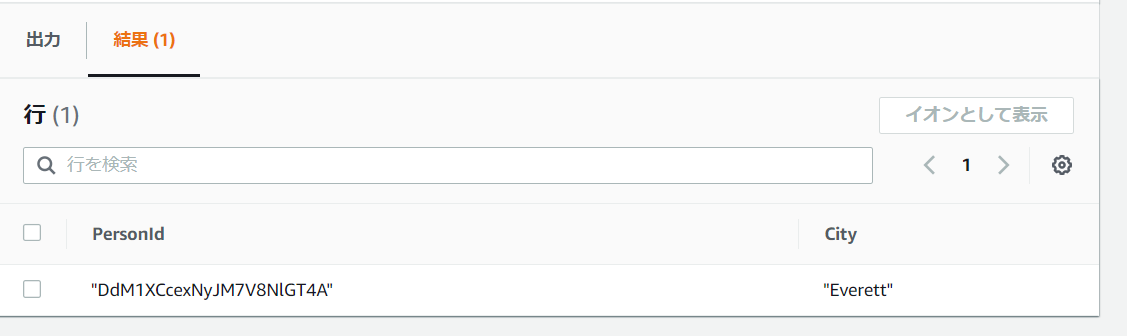 出力 結果 (1)
行 (1)
イオンとして表示
行を検索
1
PersonId City
"DdM1XCcexNyJM7V8NlGT4A" "Everett"